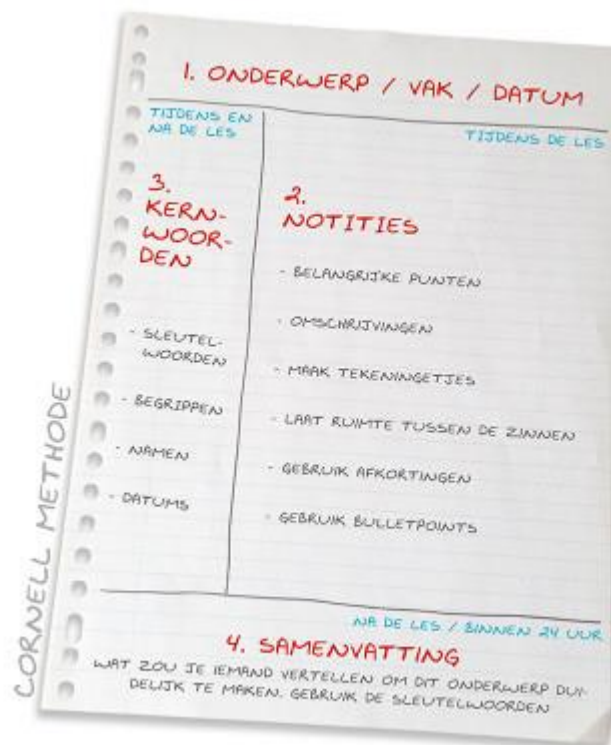 1. ONDERWERP / VAK / DATUM
TIJDENS EN
NA DE LES
3.
KERN-
WOOR-
DEN
- SLEUTEL-
WOORDEN
- BEGRIPPEN
- NAMEN
- DATUMS
TIJDENS DE LES
2.
NOTITIES
- BELANGRIJKE PUNTEN
- OMSCHRIJVINGEN
- MAAK TEKENINGETJES
- LAAT RUIMTE TUSSEN DE ZINNEN
- GEBRUIK AFKORTINGEN
- GEBRUIK BULLETPOINTS
NA DE LES / BINNEN 24 UUR
4. SAMENVATTING
WAT ZOU JE IEMAND VERTELLEN OM DIT ONDERWERP DUI-
DELIJK TE MAKEN. GEBRUIK DE SLEUTELWOORDEN
CORNELL METHODE